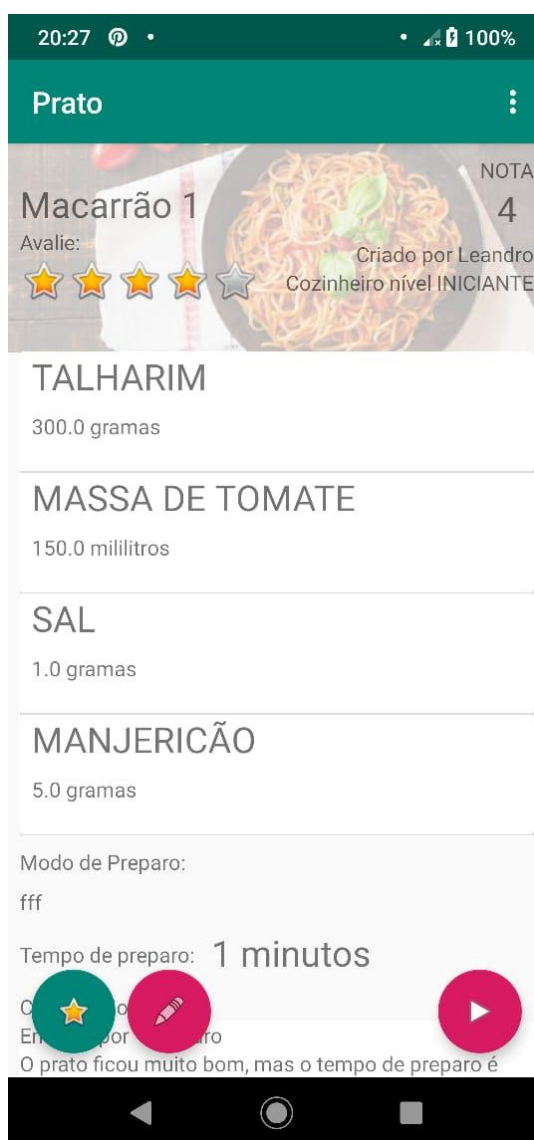 20:27 100%
Prato
NOTA
Macarrão 1 4
Avalie:
Criado por Leandro
Cozinheiro nível INICIANTE
TALHARIM
300.0 gramas
MASSA DE TOMATE
150.0 mililitros
SAL
1.0 gramas
MANJERICÃO
5.0 gramas
Modo de Preparo:
fff
Tempo de preparo: 1 minutos
por
O prato ficou muito bom, mas o tempo de preparo é